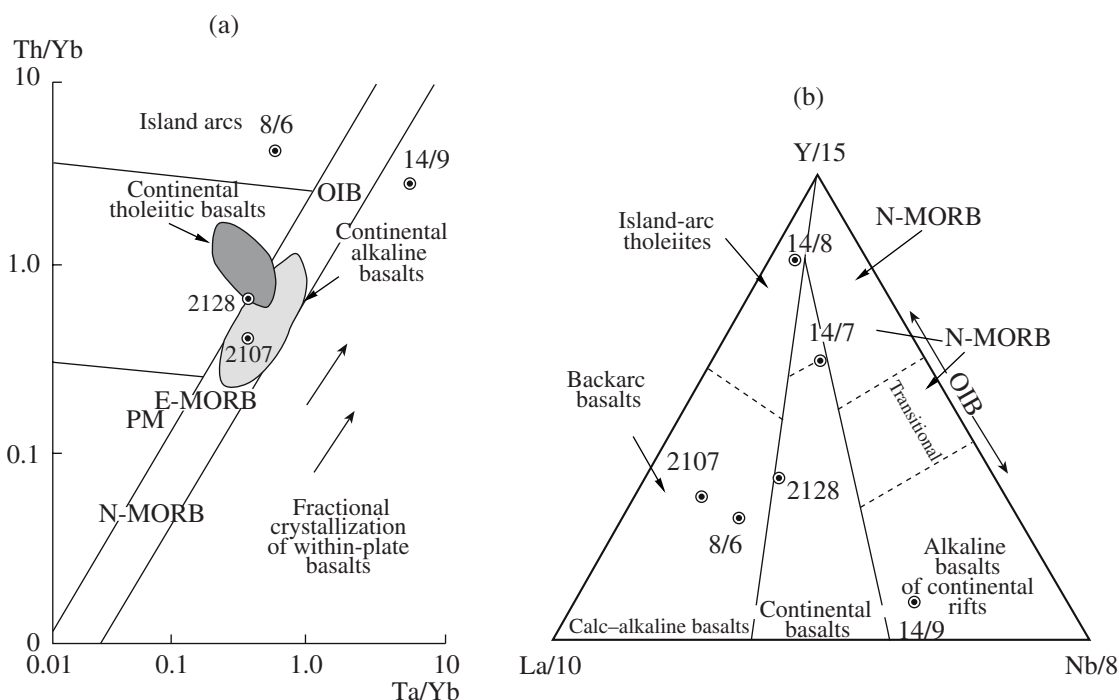 (a)
Th/Yb
10
1.0
0.1
0
0.01
0.1
1.0
10
Ta/Yb
Island arcs
8/6
14/9
OIB
Continental
tholeiitic basalts
Continental
alkaline
basalts
2128
2107
E-MORB
PM
N-MORB
Fractional
crystallization
of within-plate
basalts
(b)
Y/15
Island-arc
tholeiites
N-MORB
14/8
14/7
N-MORB
OIB
Transitional
Backarc
basalts
2107
2128
8/6
Alkaline
basalts
of continental
rifts
14/9
Calc–alkaline basalts
Continental
basalts
La/10
Nb/8